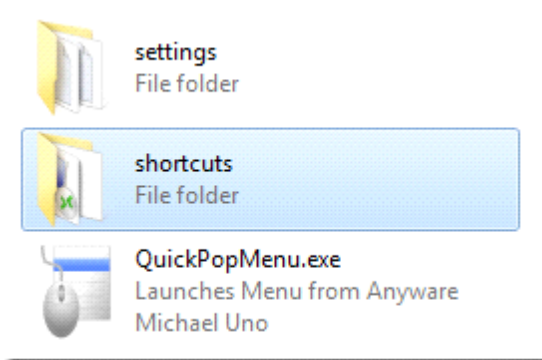 settings
File folder
shortcuts
File folder
QuickPopMenu.exe
Launches Menu from Anyware
Michael Uno